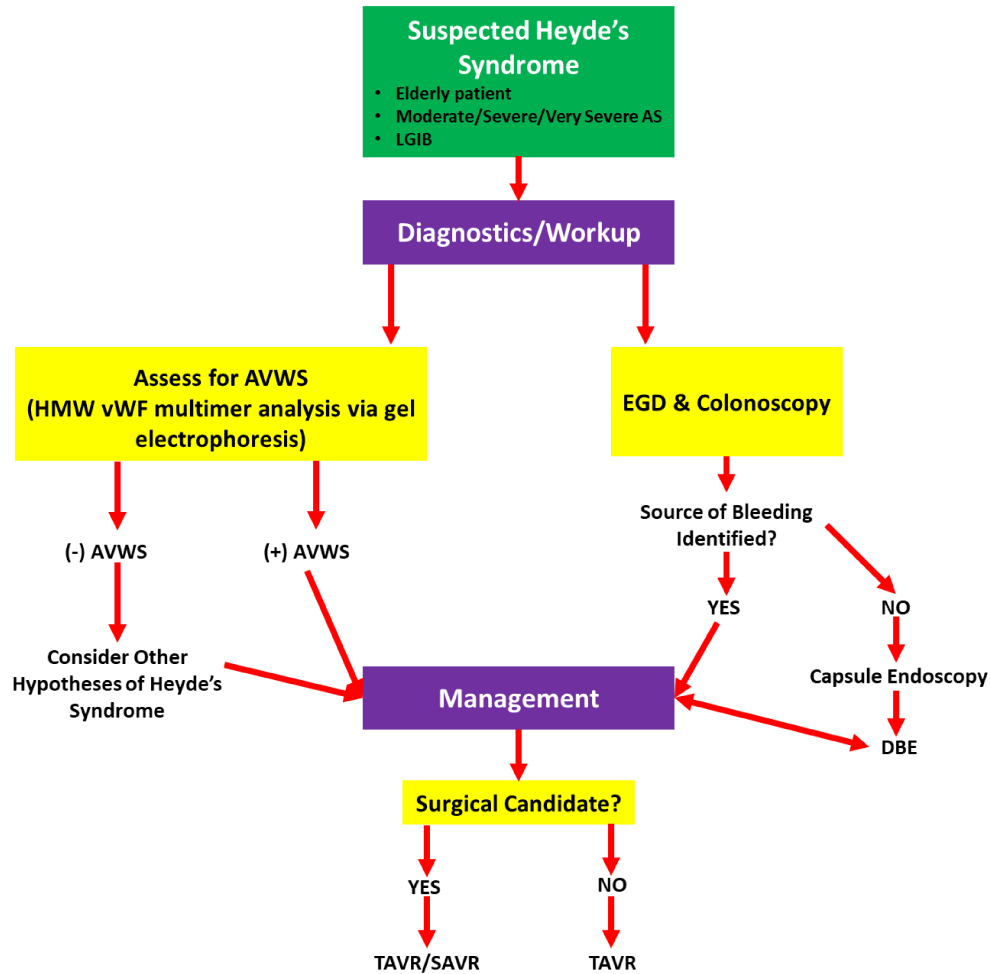 Suspected Heyde’s
Syndrome
• Elderly patient
• Moderate/Severe/Very Severe AS
• LGIB
Diagnostics/Workup
Assess for AVWS
(HMW vWF multimer analysis via gel
electrophoresis)
EGD & Colonoscopy
(-) AVWS
(+) AVWS
Source of Bleeding
Identified?
YES
NO
Consider Other
Hypotheses of Heyde’s
Syndrome
Capsule Endoscopy
DBE
Management
Surgical Candidate?
YES
NO
TAVR/SAVR
TAVR